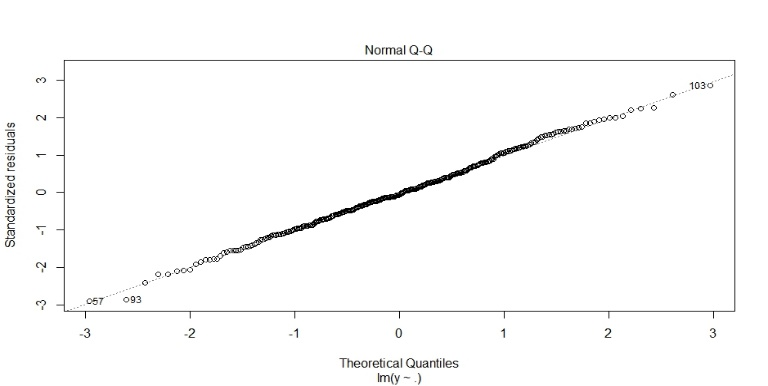 Normal Q-Q
3
2
1
0
-1
-2
-3
Standardized residuals
103
57
93
-3 -2 -1 0 1 2 3
Theoretical Quantiles
lm(y ~ .)